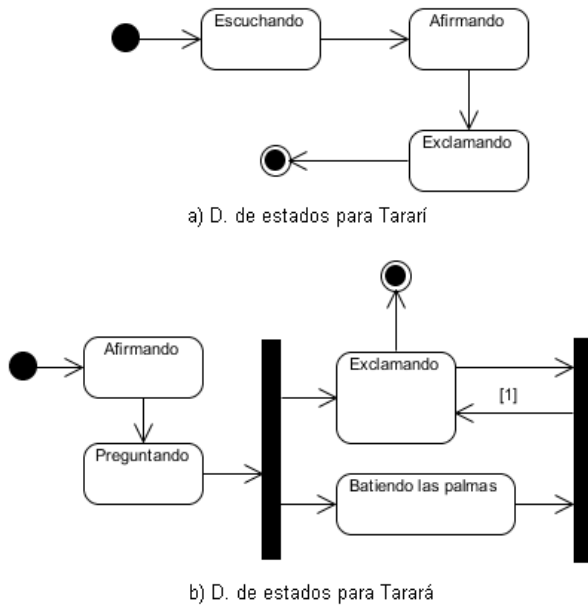 Escuchando
Afirmando
Exclamando
a) D. de estados para Tararí
Afirmando
Exclamando
[1]
Preguntando
Batiendo las palmas
b) D. de estados para Tarará